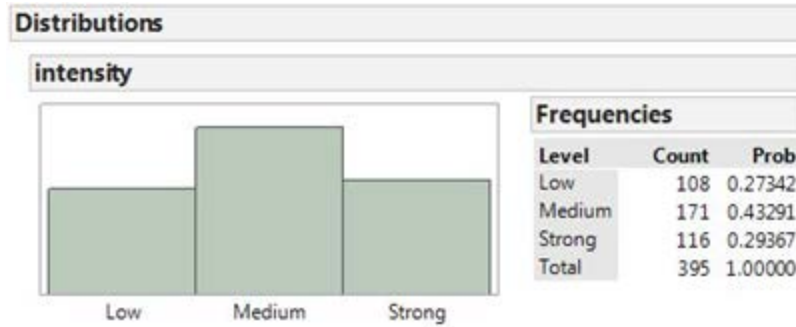 Distributions
intensity
Low Medium Strong
Frequencies
Level Count Prob
Low 108 0.27342
Medium 171 0.43291
Strong 116 0.29367
Total 395 1.00000